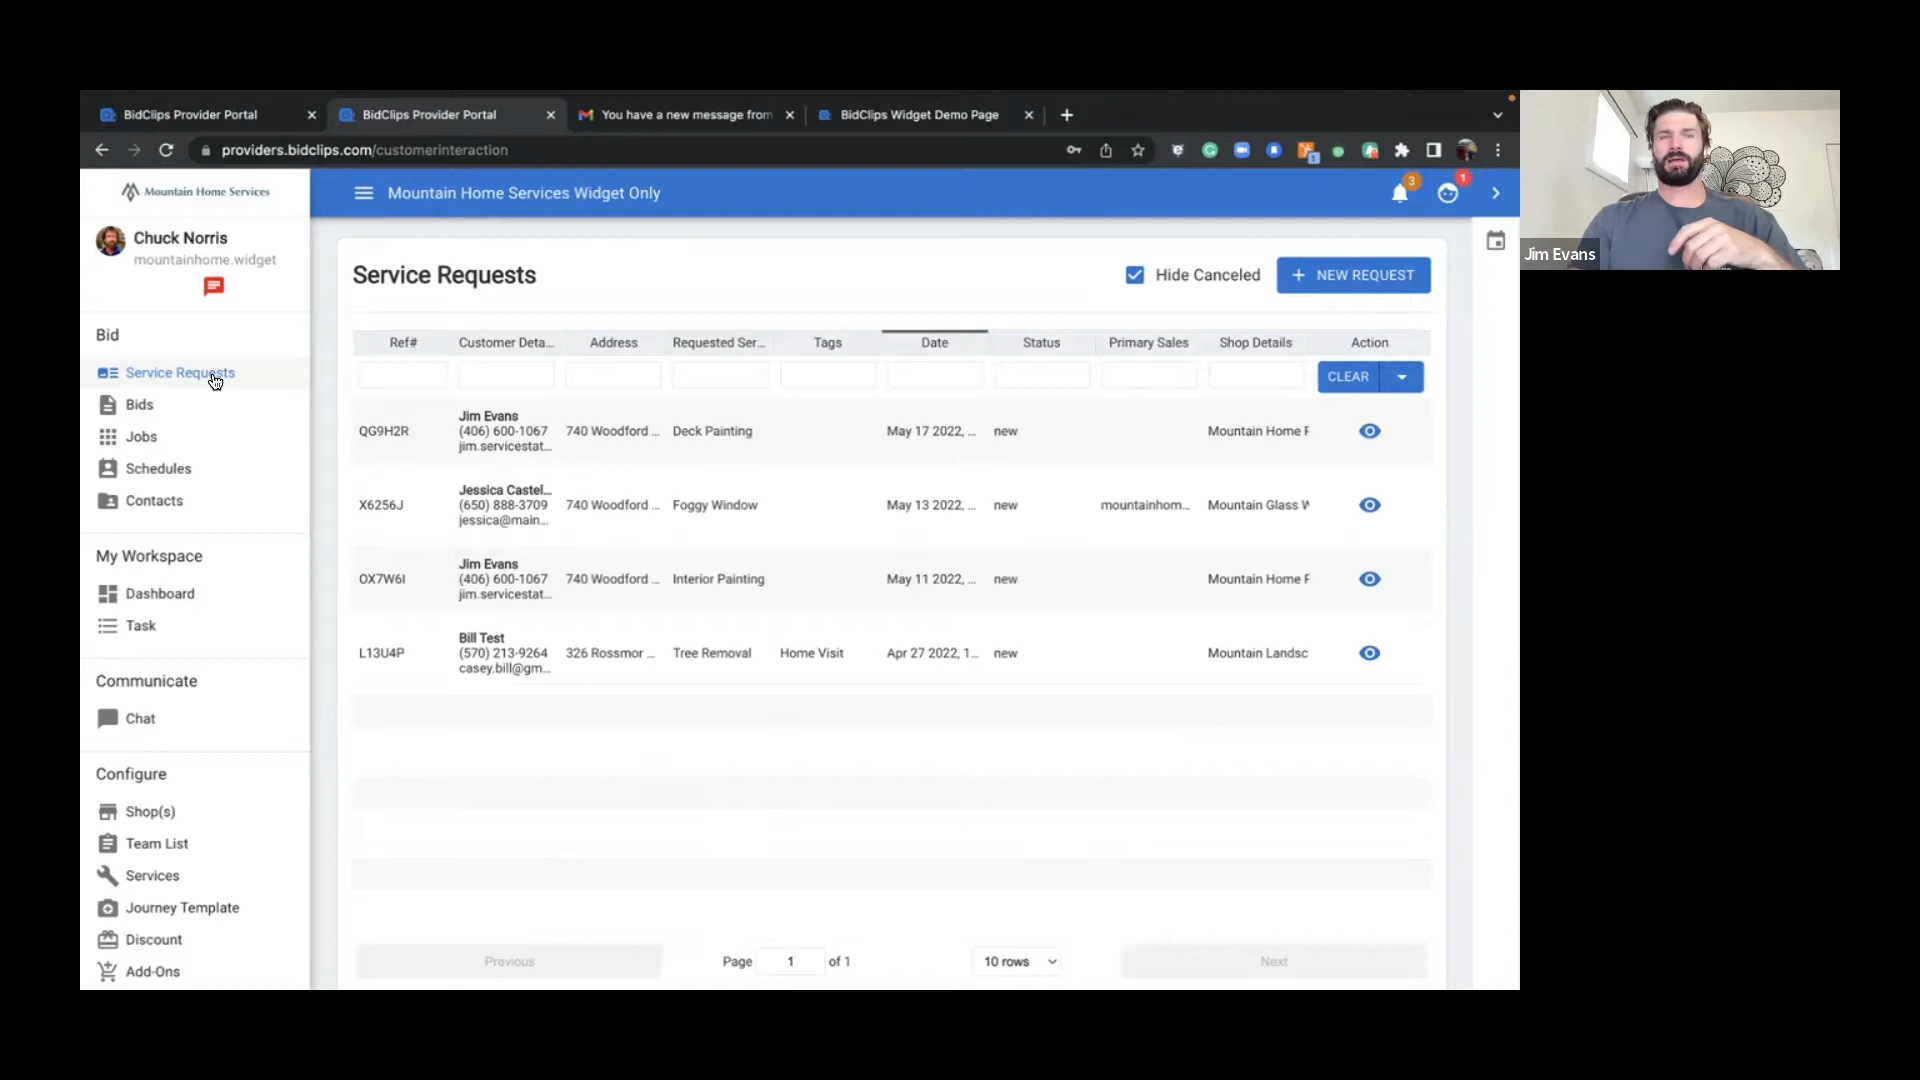 BidClips Provider Portal
BidClips Provider Portal
You have a new message from
BidClips Widget Demo Page
providers.bidclips.com/customerinteraction
Mountain Home Services
Mountain Home Services Widget Only
3
1
Chuck Norris
mountainhome.widget
Jim Evans
Service Requests
Hide Canceled
+ NEW REQUEST
Bid
Service Requests
Bids
Jobs
Schedules
Contacts
My Workspace
Dashboard
Task
Communicate
Chat
Configure
Shop(s)
Team List
Services
Journey Template
Discount
Add-Ons
Ref# Customer Deta... Address Requested Ser... Tags Date Status Primary Sales Shop Details Action
CLEAR
Jim Evans
QG9H2R (406) 600-1067 740 Woodford ... Deck Painting May 17 2022, ... new Mountain Home F
jim.servicestat...
Jessica Castel...
X6256J (650) 888-3709 740 Woodford ... Foggy Window May 13 2022, ... new mountainhom... Mountain Glass W
jessica@main...
Jim Evans
OX7W6I (406) 600-1067 740 Woodford ... Interior Painting May 11 2022, ... new Mountain Home F
jim.servicestat...
Bill Test
L13U4P (570) 213-9264 326 Rossmor ... Tree Removal Home Visit Apr 27 2022, 1... new Mountain Landsc
casey.bill@gm...
Previous Page 1 of 1 10 rows Next